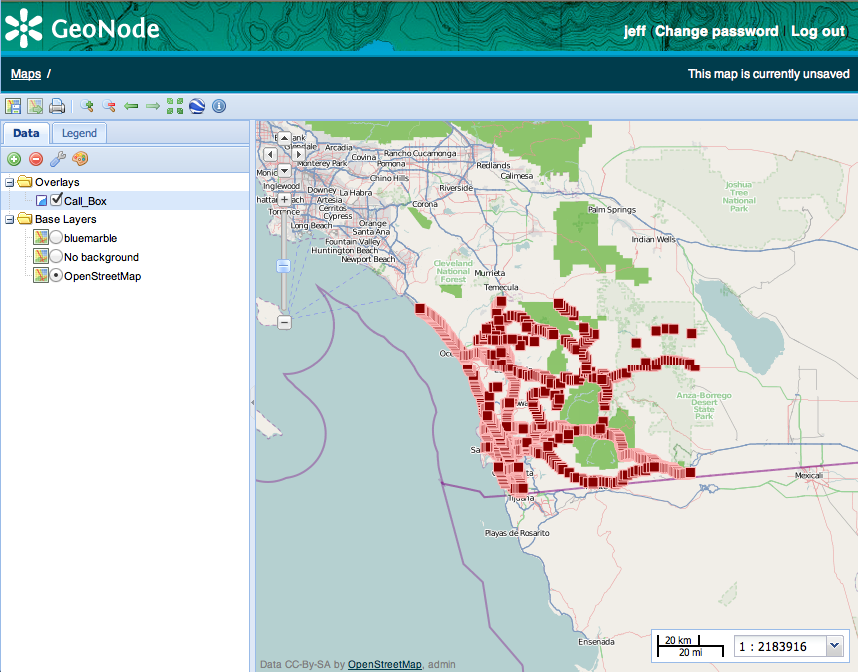 GeoNode
jeff Change password Log out
Maps /
This map is currently unsaved
Data Legend
Overlays
Call_Box
Base Layers
bluemarble
No background
OpenStreetMap
Arcadia
Rancho Cucamonga
Covina
Monterey Park
Pomona
Redlands
Calimesa
Chino Hills
Inglewood
Downey
La Habra
Riverside
Artesia
Corona
Cerritos
Cypress
Long Beach
Orange
Santa Ana
Fountain Valley
Huntington Beach
Newport Beach
Joshua
Tree
National
Park
Palm Springs
Indian Wells
Cleveland
National
Forest
Murrieta
Temecula
Anza-Borrego
Desert
State
Park
Mexicali
Tijuana
Playas de Rosarito
Ensenada
20 km
20 mi
1 : 2183916
Data CC-By-SA by OpenStreetMap, admin